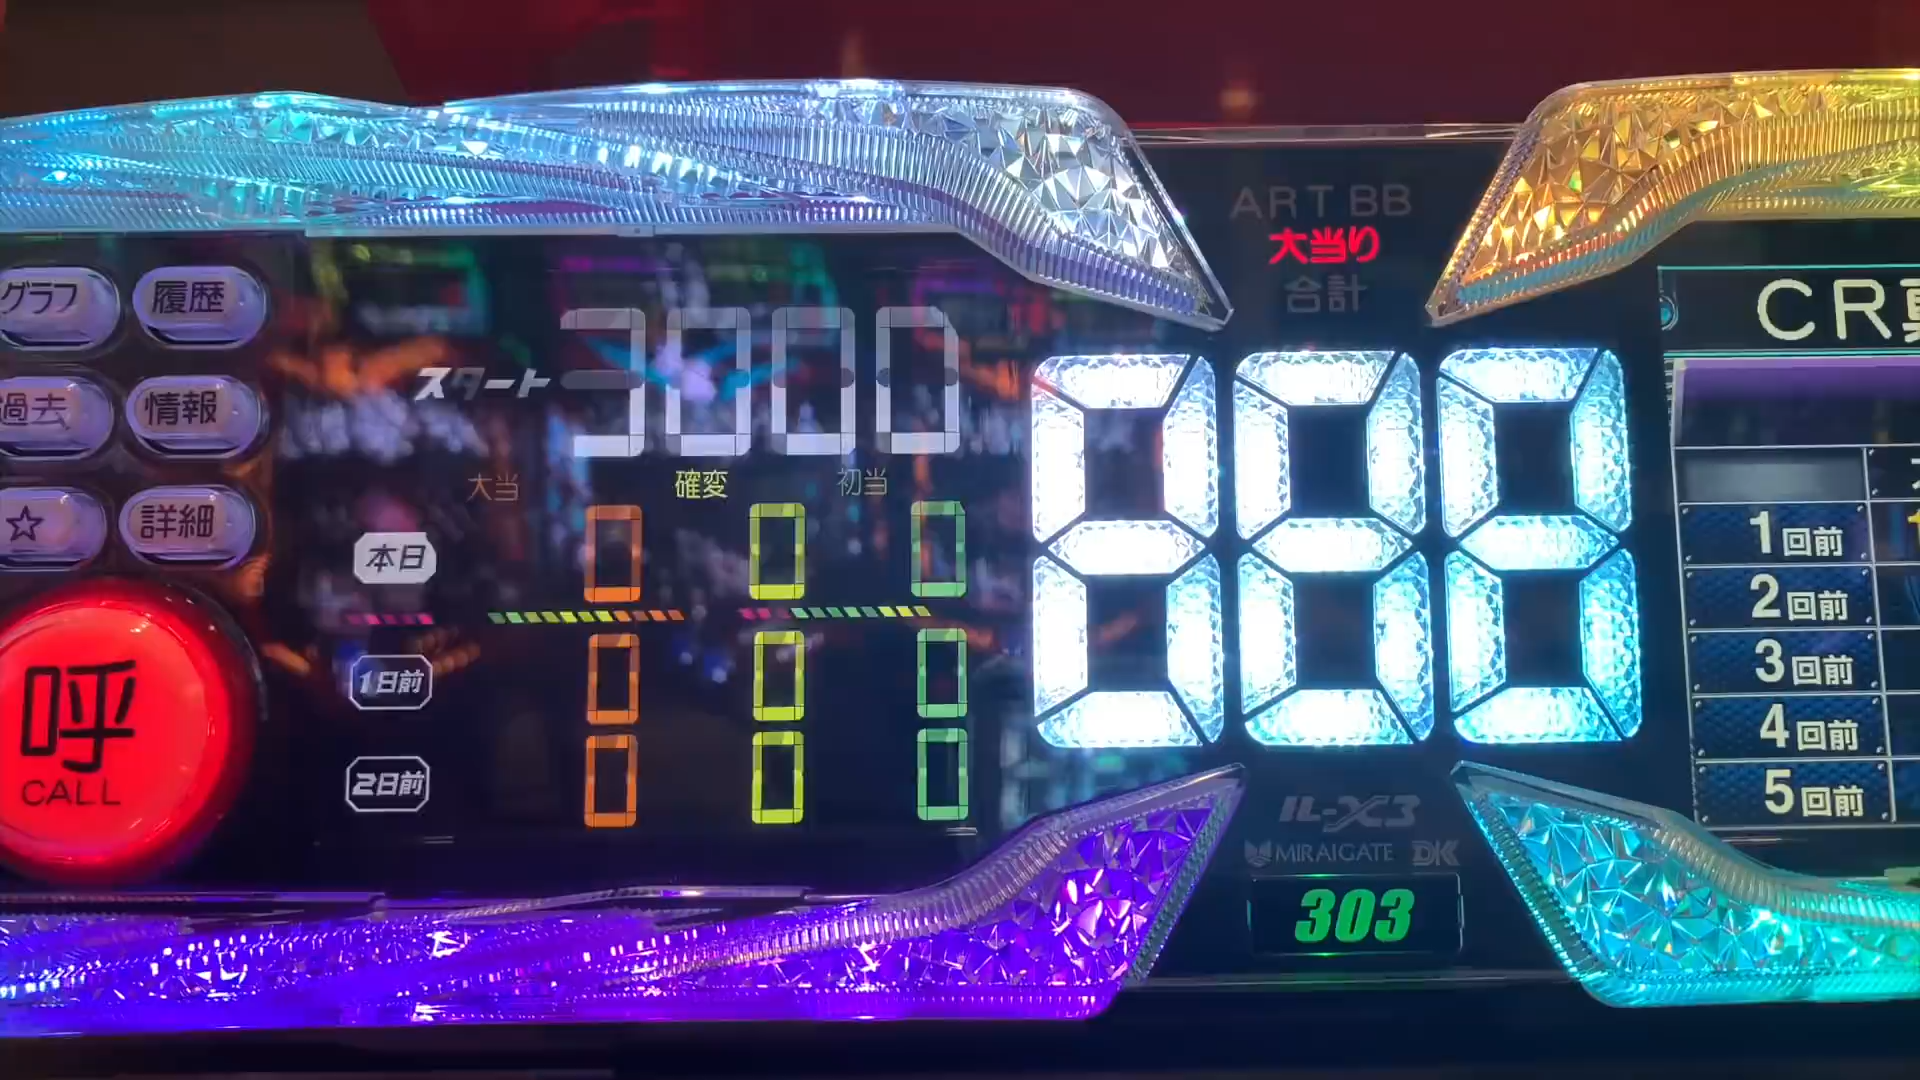 ART BB
大当り
合計
グラフ 履歴
過去 情報
☆ 詳細
呼
CALL
スタート 3000
大当 確変 初当
本日 0 0 0
1日前 0 0 0
2日前 0 0 0
888
IL-X3
MIRAIGATE DK
303
CR
1回前
2回前
3回前
4回前
5回前